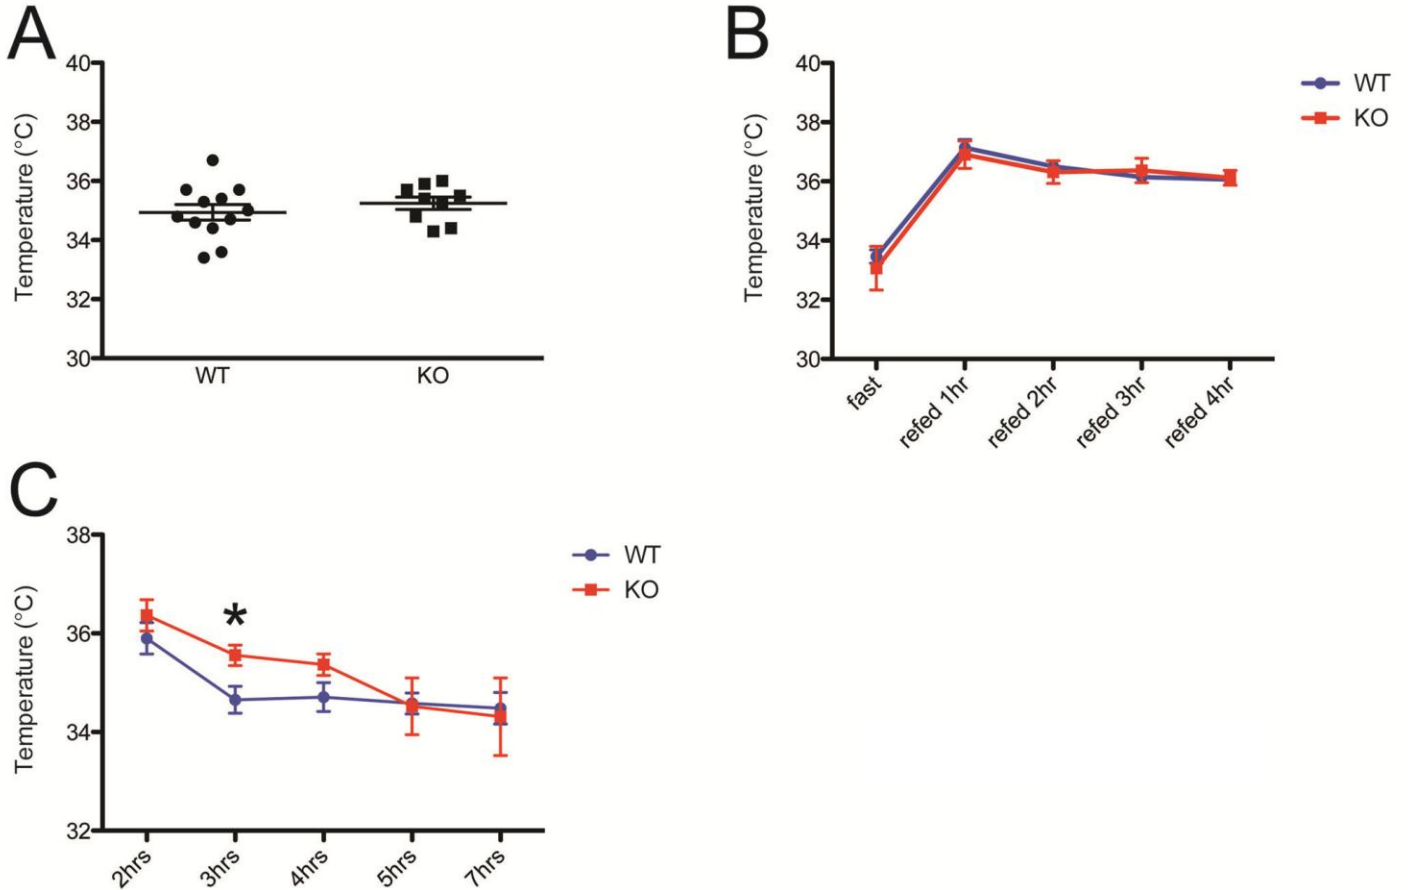 A
40
38
36
34
32
30
Temperature (°C)
WT
KO
B
40
38
36
34
32
30
Temperature (°C)
fast
refed 1hr
refed 2hr
refed 3hr
refed 4hr
WT
KO
C
38
36
34
32
Temperature (°C)
*
2hrs
3hrs
4hrs
5hrs
7hrs
WT
KO